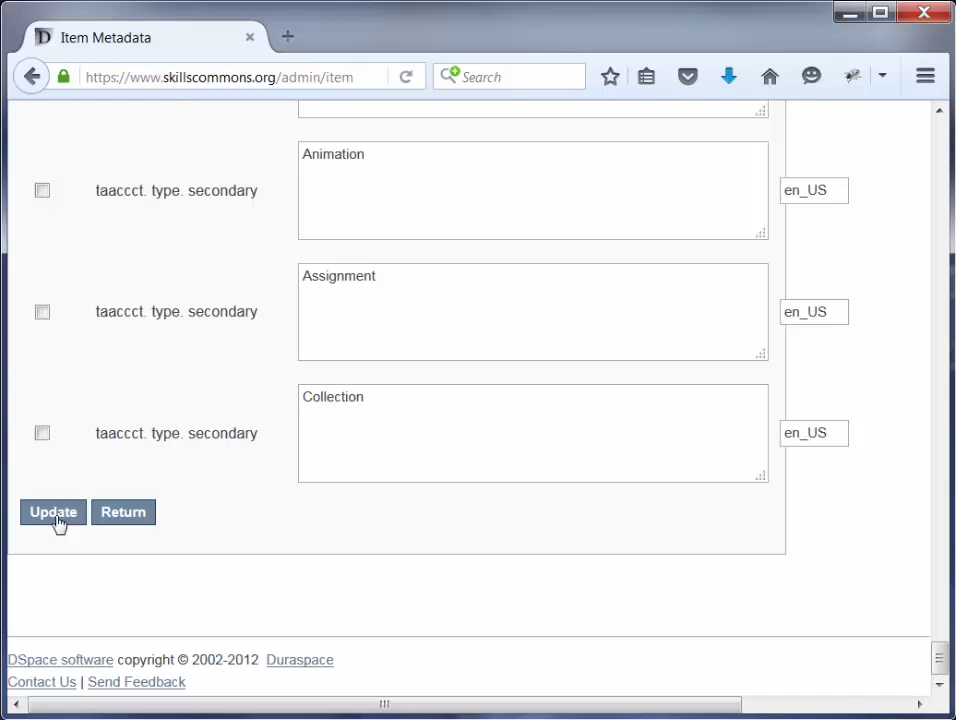 Item Metadata
https://www.skillscommons.org/admin/item
Search
taaccct. type. secondary Animation en_US
taaccct. type. secondary Assignment en_US
taaccct. type. secondary Collection en_US
Update Return
DSpace software copyright © 2002-2012 Duraspace
Contact Us | Send Feedback